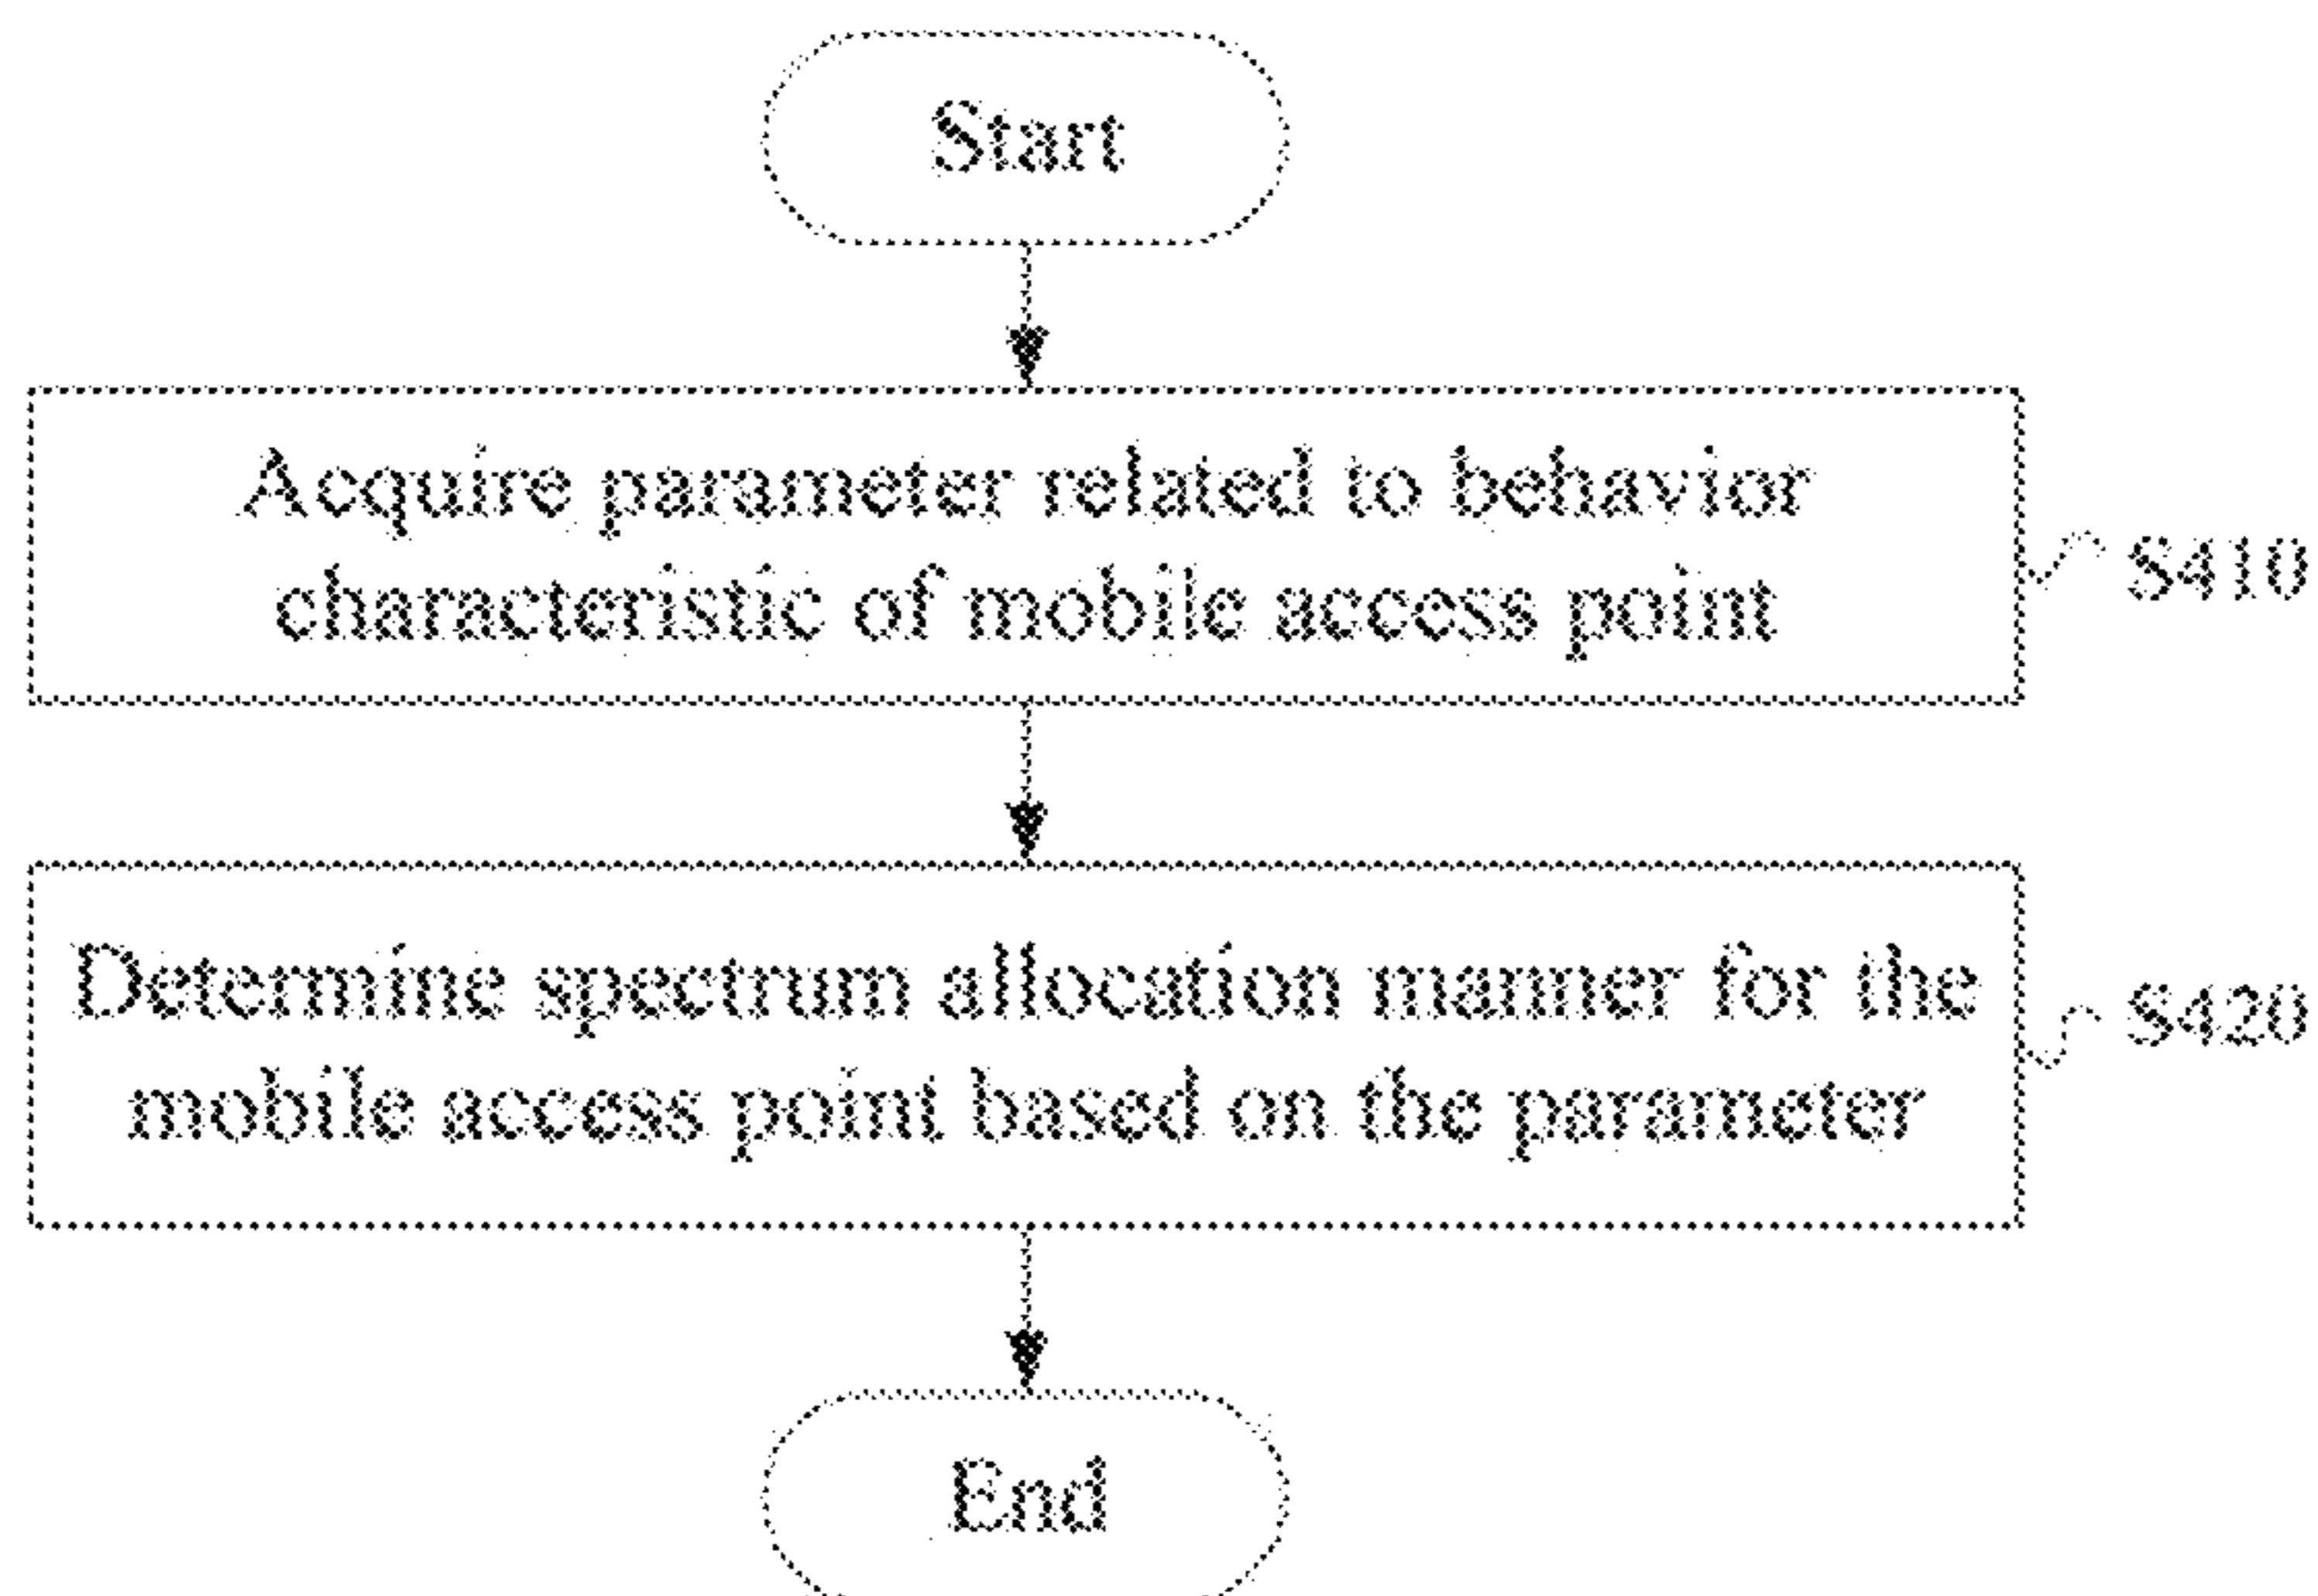 Start
Acquire parameter related to behavior
characteristic of mobile access point
S410
Determine spectrum allocation manner for the
mobile access point based on the parameter
S420
End